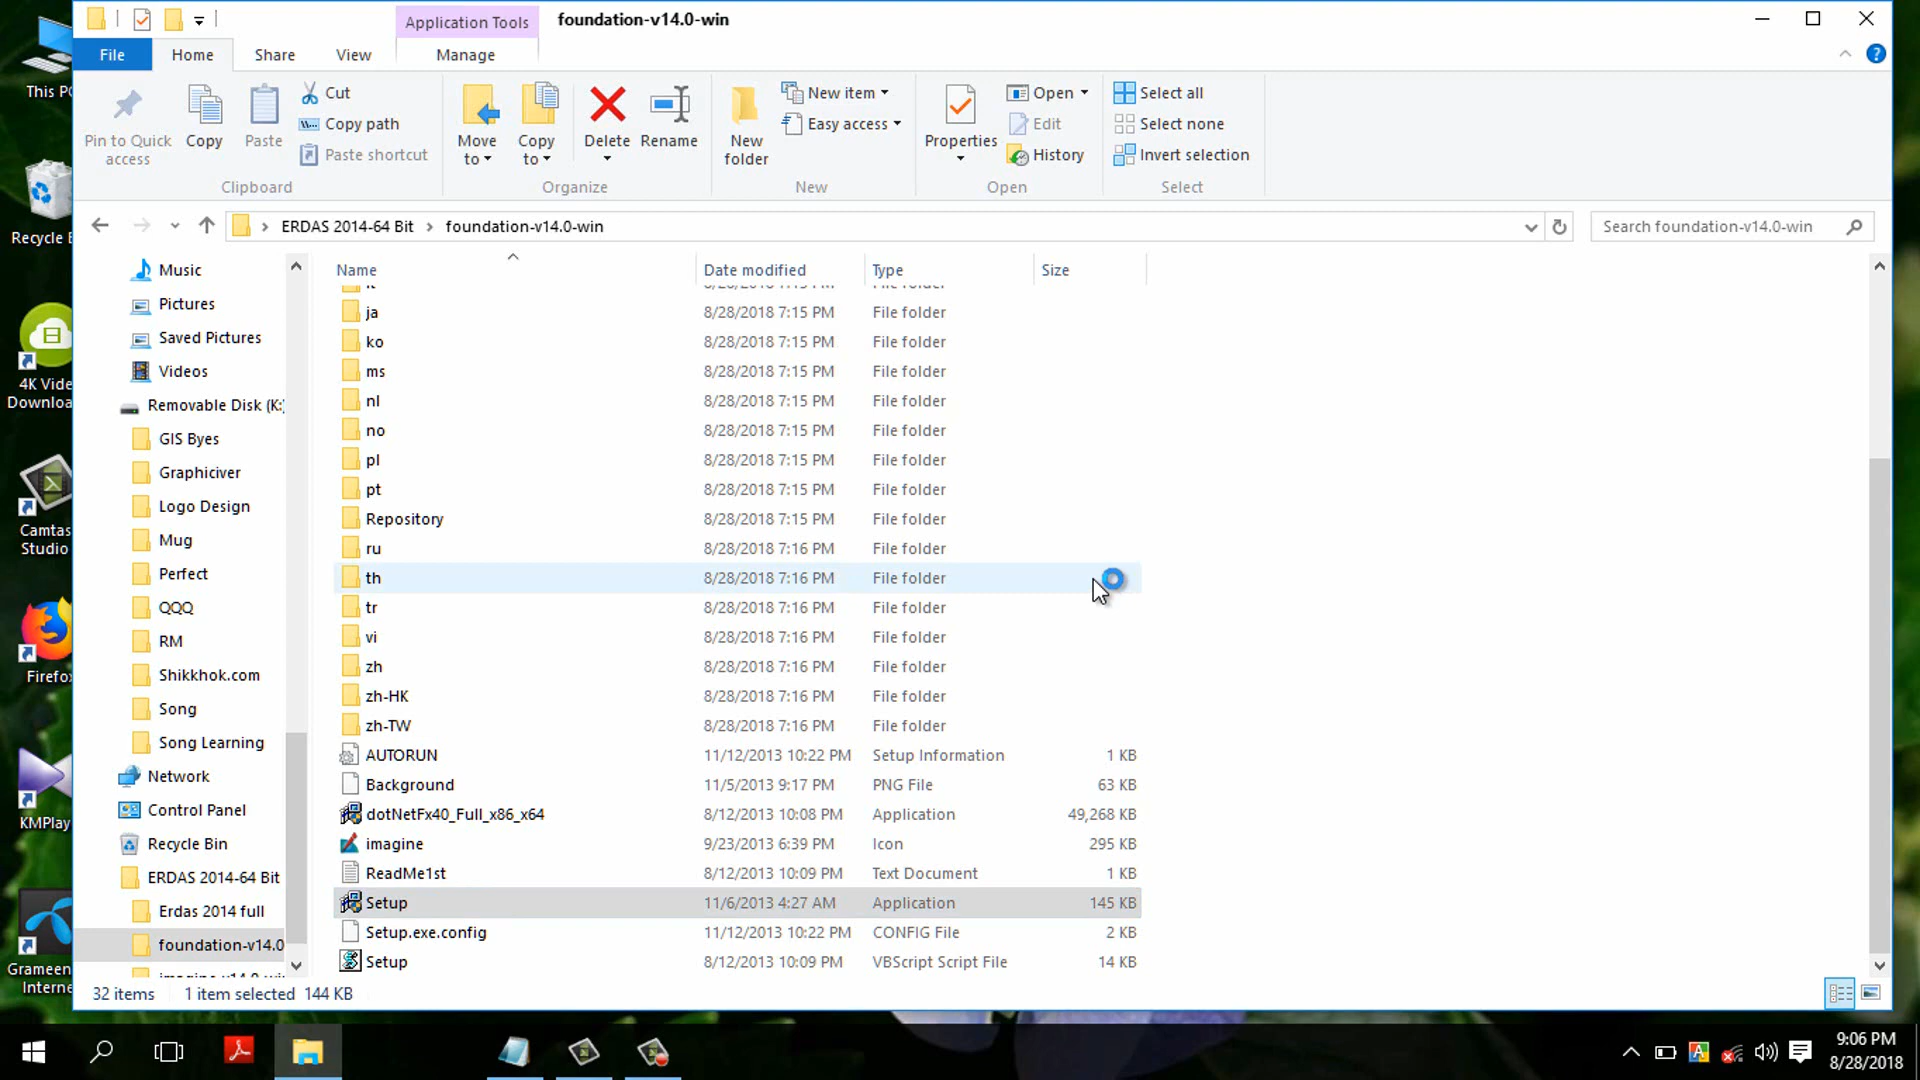 Application Tools
foundation-v14.0-win
File
Home
Share
View
Manage
Pin to Quick access
Copy
Paste
Cut
Copy path
Paste shortcut
Clipboard
Move to
Copy to
Delete
Rename
Organize
New folder
New item
Easy access
New
Properties
Open
Edit
History
Open
Select all
Select none
Invert selection
Select
ERDAS 2014-64 Bit
foundation-v14.0-win
Search foundation-v14.0-win
This PC
Recycle B
4K Vide
Downloa
Camtas
Studio
Firefox
KMPlay
Grameen
Internet
Music
Pictures
Saved Pictures
Videos
Removable Disk (K:)
GIS Byes
Graphiciver
Logo Design
Mug
Perfect
QQQ
RM
Shikkhok.com
Song
Song Learning
Network
Control Panel
Recycle Bin
ERDAS 2014-64 Bit
Erdas 2014 full
foundation-v14.0
Name Date modified Type Size
ja 8/28/2018 7:15 PM File folder
ko 8/28/2018 7:15 PM File folder
ms 8/28/2018 7:15 PM File folder
nl 8/28/2018 7:15 PM File folder
no 8/28/2018 7:15 PM File folder
pl 8/28/2018 7:15 PM File folder
pt 8/28/2018 7:15 PM File folder
Repository 8/28/2018 7:15 PM File folder
ru 8/28/2018 7:16 PM File folder
th 8/28/2018 7:16 PM File folder
tr 8/28/2018 7:16 PM File folder
vi 8/28/2018 7:16 PM File folder
zh 8/28/2018 7:16 PM File folder
zh-HK 8/28/2018 7:16 PM File folder
zh-TW 8/28/2018 7:16 PM File folder
AUTORUN 11/12/2013 10:22 PM Setup Information 1 KB
Background 11/5/2013 9:17 PM PNG File 63 KB
dotNetFx40_Full_x86_x64 8/12/2013 10:08 PM Application 49,268 KB
imagine 9/23/2013 6:39 PM Icon 295 KB
ReadMe1st 8/12/2013 10:09 PM Text Document 1 KB
Setup 11/6/2013 4:27 AM Application 145 KB
Setup.exe.config 11/12/2013 10:22 PM CONFIG File 2 KB
Setup 8/12/2013 10:09 PM VBScript Script File 14 KB
32 items 1 item selected 144 KB
9:06 PM
8/28/2018